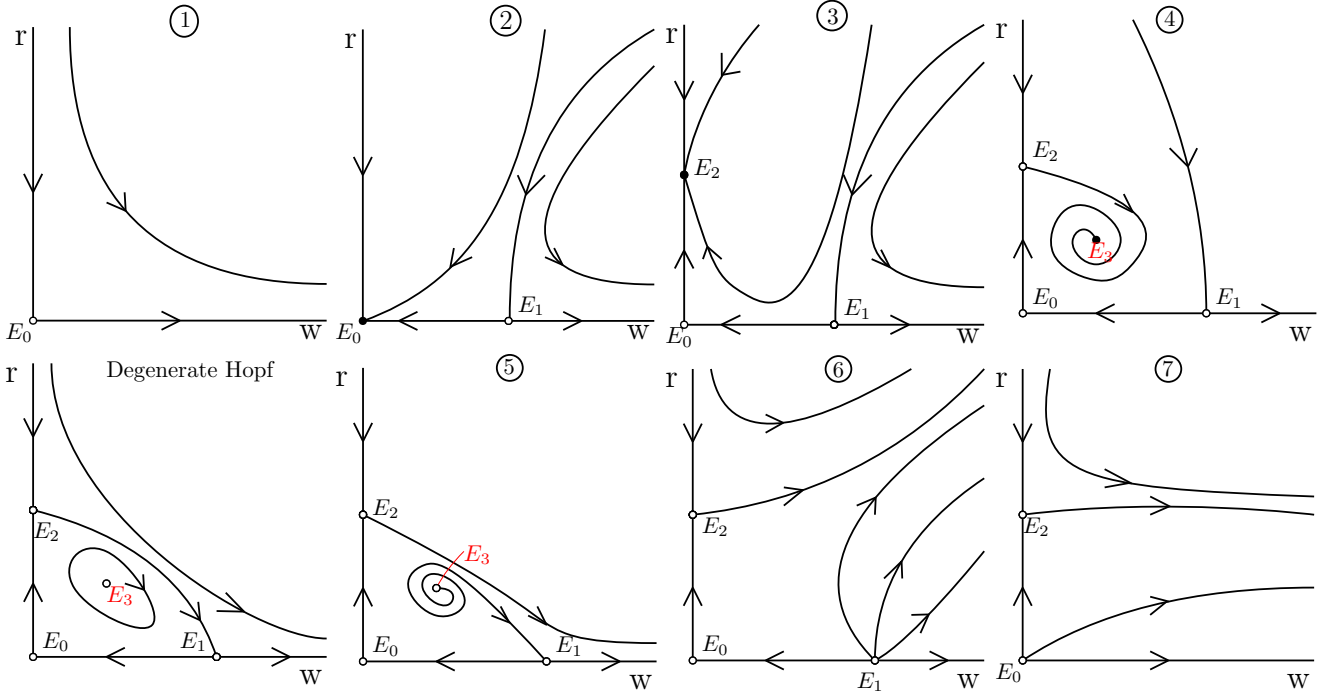 ①
r
E₀
w
②
r
E₁
E₀
w
③
r
E₂
E₁
E₀
w
④
r
E₂
E₃
E₀
E₁
w
Degenerate Hopf
r
E₂
E₃
E₀
E₁
w
⑤
r
E₂
E₃
E₀
E₁
w
⑥
r
E₂
E₀
E₁
w
⑦
r
E₂
E₀
w